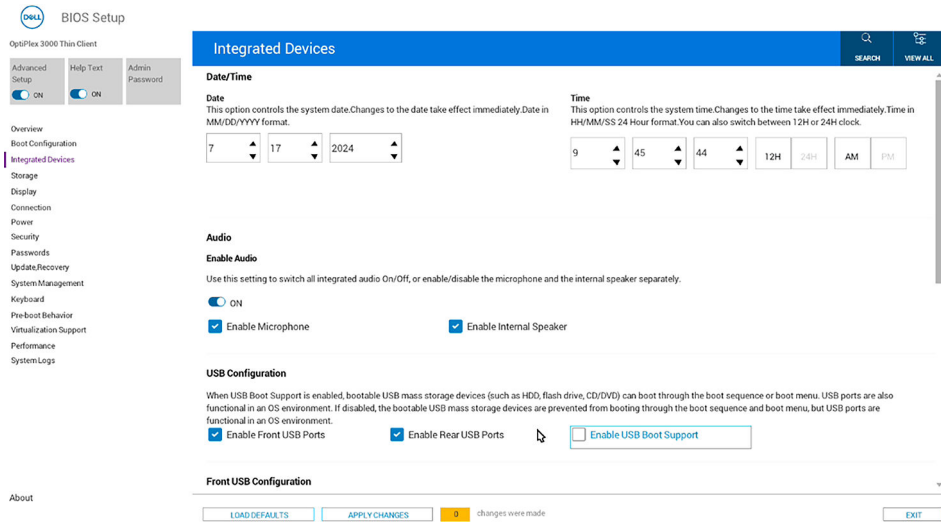 DELL
BIOS Setup
OptiPlex 3000 Thin Client
Advanced
Setup
ON
Help Text
ON
Admin
Password
Overview
Boot Configuration
Integrated Devices
Storage
Display
Connection
Power
Security
Passwords
Update,Recovery
System Management
Keyboard
Pre-boot Behavior
Virtualization Support
Performance
System Logs
About
Integrated Devices
SEARCH
VIEW ALL
Date/Time
Date
This option controls the system date.Changes to the date take effect immediately.Date in
MM/DD/YYYY format.
7 17 2024
Time
This option controls the system time.Changes to the time take effect immediately.Time in
HH/MM/SS 24 Hour format.You can also switch between 12H or 24H clock.
9 45 44 12H 24H AM PM
Audio
Enable Audio
Use this setting to switch all integrated audio On/Off, or enable/disable the microphone and the internal speaker separately.
ON
Enable Microphone Enable Internal Speaker
USB Configuration
When USB Boot Support is enabled, bootable USB mass storage devices (such as HDD, flash drive, CD/DVD) can boot through the boot sequence or boot menu. USB ports are also
functional in an OS environment. If disabled, the bootable USB mass storage devices are prevented from booting through the boot sequence and boot menu, but USB ports are
functional in an OS environment.
Enable Front USB Ports Enable Rear USB Ports Enable USB Boot Support
Front USB Configuration
LOAD DEFAULTS APPLY CHANGES 0 changes were made EXIT